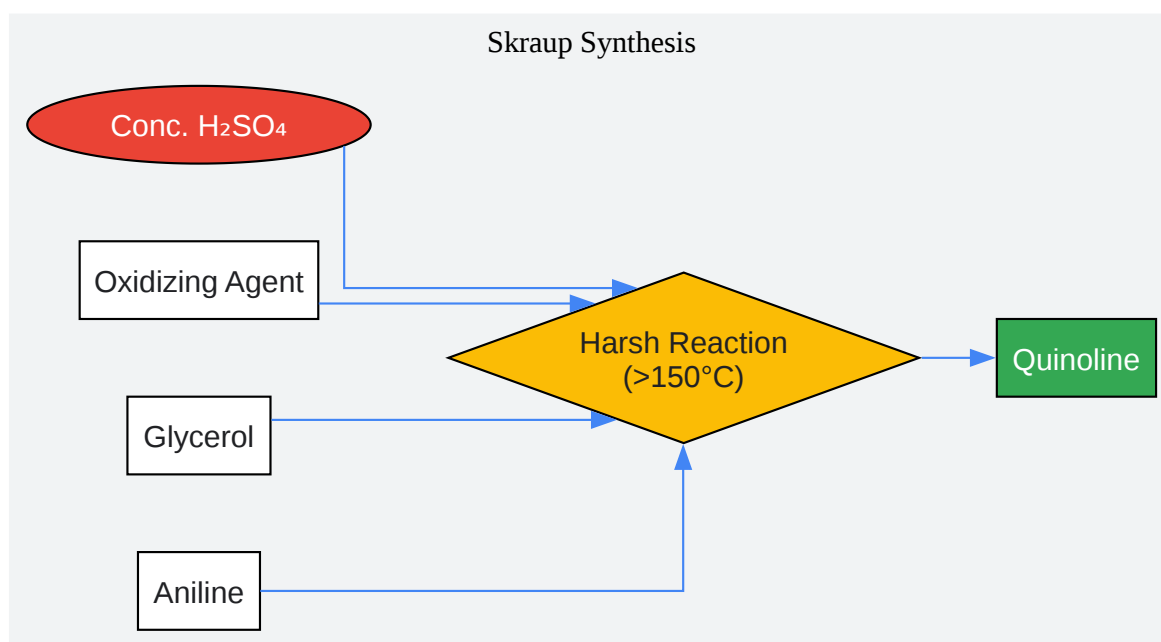 Skraup Synthesis
Conc. H₂SO₄
Oxidizing Agent
Harsh Reaction
(>150°C)
Quinoline
Glycerol
Aniline